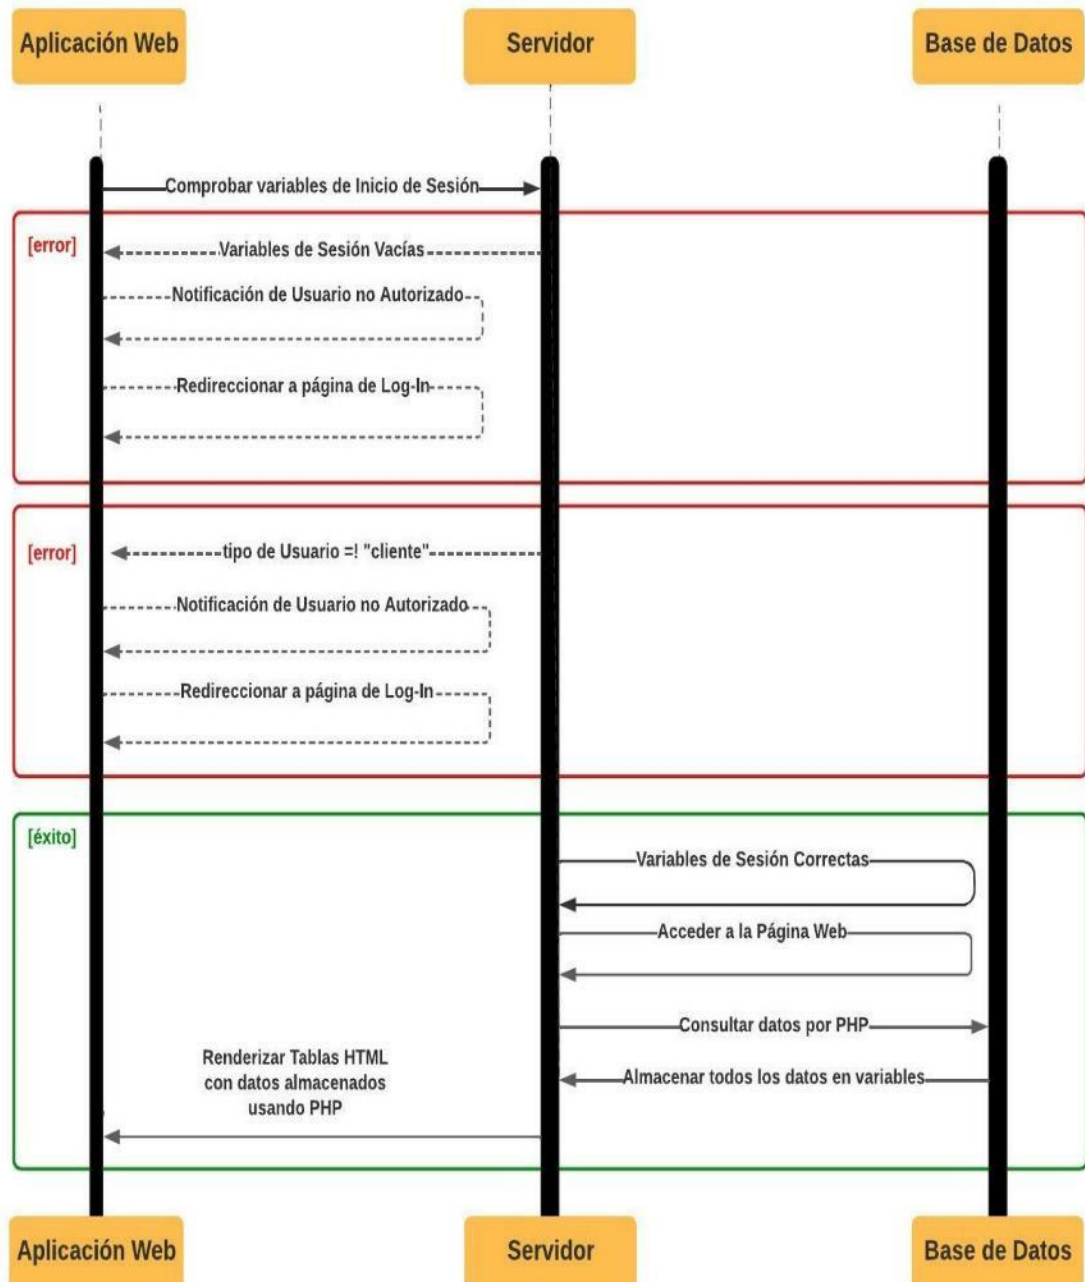 Aplicación Web
Servidor
Base de Datos
Comprobar variables de Inicio de Sesión
[error]
Variables de Sesión Vacías
Notificación de Usuario no Autorizado
Redireccionar a página de Log-In
[error]
tipo de Usuario =! "cliente"
Notificación de Usuario no Autorizado
Redireccionar a página de Log-In
[éxito]
Variables de Sesión Correctas
Acceder a la Página Web
Consultar datos por PHP
Almacenar todos los datos en variables
Renderizar Tablas HTML
con datos almacenados
usando PHP
Aplicación Web
Servidor
Base de Datos